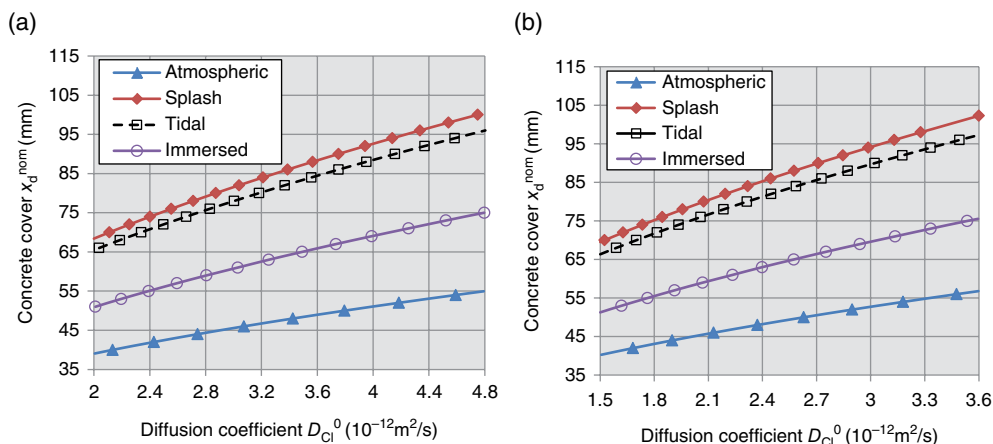 (a)
Concrete cover x_d^nom (mm)
115
105
95
85
75
65
55
45
35
Atmospheric
Splash
Tidal
Immersed
2 2.4 2.8 3.2 3.6 4 4.4 4.8
Diffusion coefficient D_Cl^0 (10^−12 m^2/s)
(b)
Concrete cover x_d^nom (mm)
115
105
95
85
75
65
55
45
35
Atmospheric
Splash
Tidal
Immersed
1.5 1.8 2.1 2.4 2.7 3 3.3 3.6
Diffusion coefficient D_Cl^0 (10^−12 m^2/s)